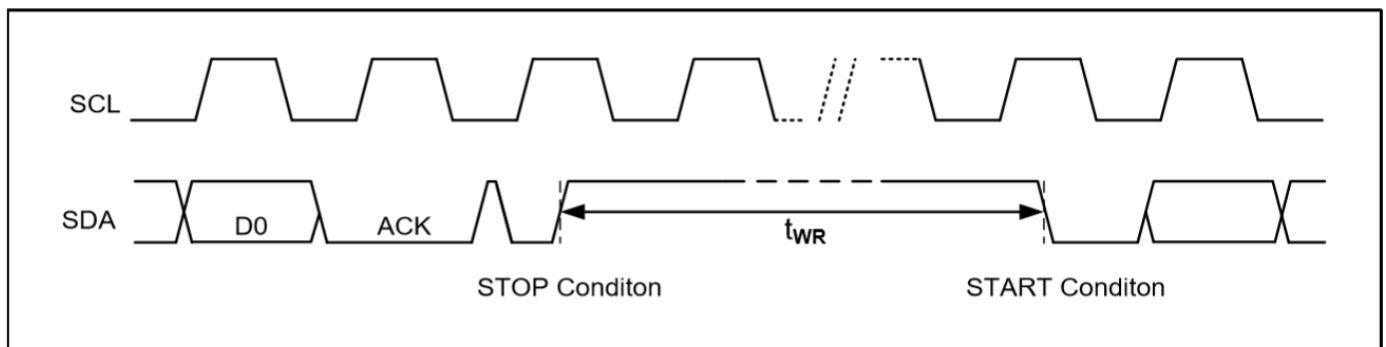 SCL
SDA
D0
ACK
tWR
STOP Conditon
START Conditon